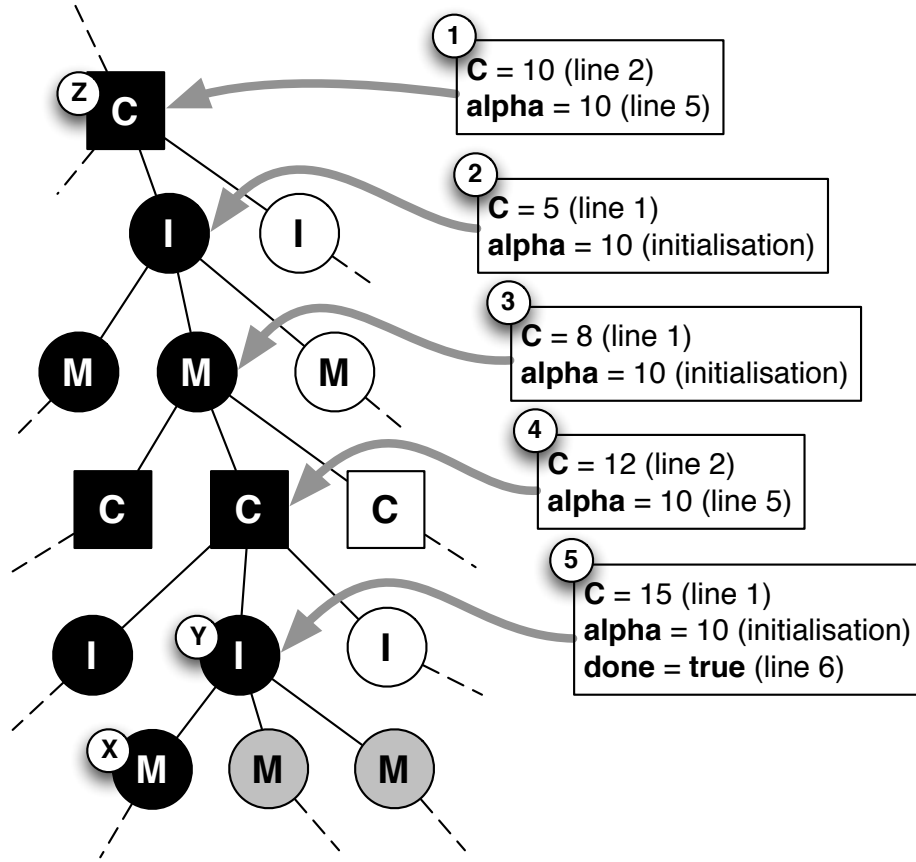 1
C = 10 (line 2)
alpha = 10 (line 5)
Z
C
2
C = 5 (line 1)
alpha = 10 (initialisation)
I I
3
C = 8 (line 1)
alpha = 10 (initialisation)
M M M
4
C = 12 (line 2)
alpha = 10 (line 5)
C C C
5
C = 15 (line 1)
alpha = 10 (initialisation)
done = true (line 6)
Y
I I I
X
M M M